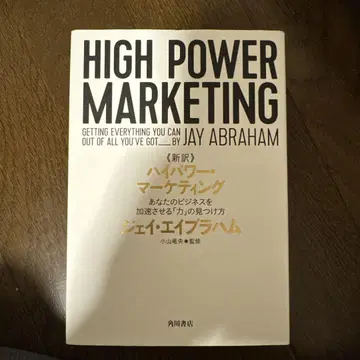 HIGH POWER
MARKETING
GETTING EVERYTHING YOU CAN
OUT OF ALL YOU'VE GOT___BY JAY ABRAHAM
《新訳》
ハイパワー・
マーケティング
あなたのビジネスを
加速させる「力」の見つけ方
ジェイ・エイブラハム
小山竜央●監修
角川書店